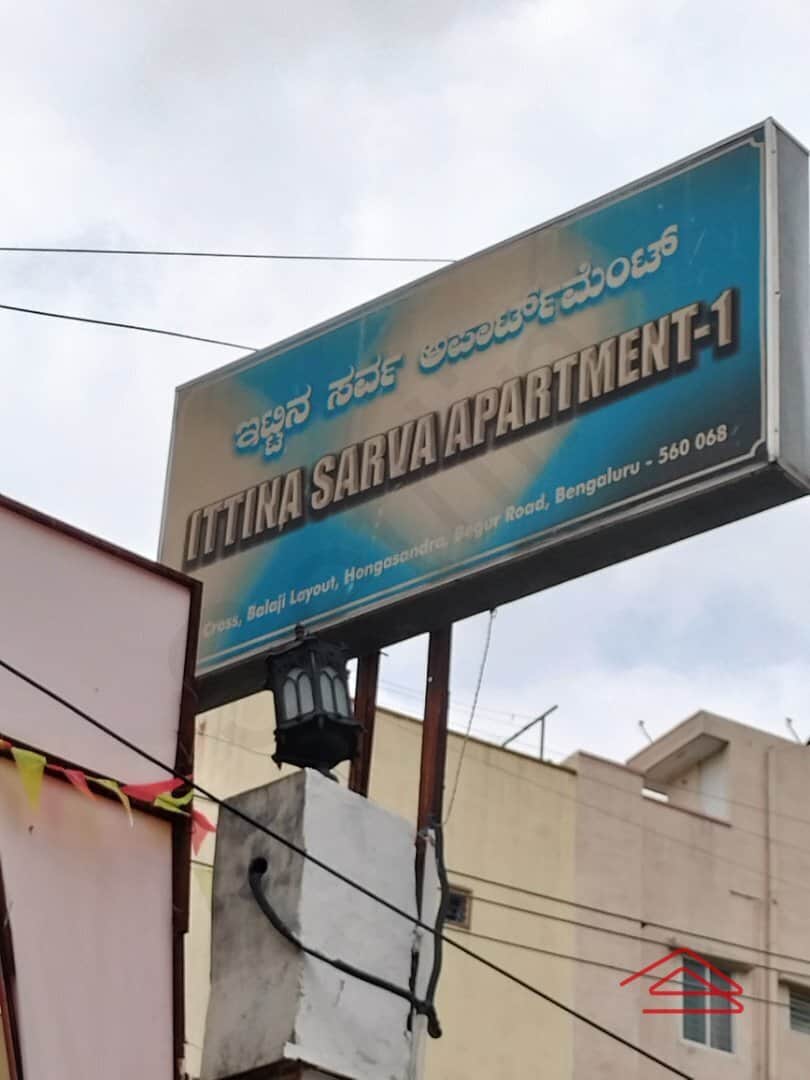 ಇಟ್ಟಿನ ಸರ್ವ ಅಪಾರ್ಟ್‌ಮೆಂಟ್
ITTINA SARVA APARTMENT-1
Cross, Balaji Layout, Hongasandra, Begur Road, Bengaluru - 560 068